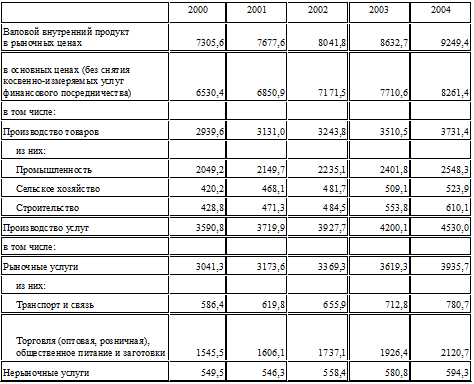 2000 2001 2002 2003 2004
Валовой внутренний продукт
в рыночных ценах 7305,6 7677,6 8041,8 8632,7 9249,4
в основных ценах (без снятия
косвенно-измеряемых услуг
финансового посредничества) 6530,4 6850,9 7171,5 7710,6 8261,4
в том числе:
Производство товаров 2939,6 3131,0 3243,8 3510,5 3731,4
из них:
Промышленность 2049,2 2149,7 2235,1 2401,8 2548,3
Сельское хозяйство 420,2 468,1 481,7 509,1 523,9
Строительство 428,8 471,3 484,5 553,8 610,1
Производство услуг 3590,8 3719,9 3927,7 4200,1 4530,0
в том числе:
Рыночные услуги 3041,3 3173,6 3369,3 3619,3 3935,7
из них:
Транспорт и связь 586,4 619,8 655,9 712,8 780,7
Торговля (оптовая, розничная),
общественное питание и заготовки 1545,5 1606,1 1737,1 1926,4 2120,7
Нерыночные услуги 549,5 546,3 558,4 580,8 594,3